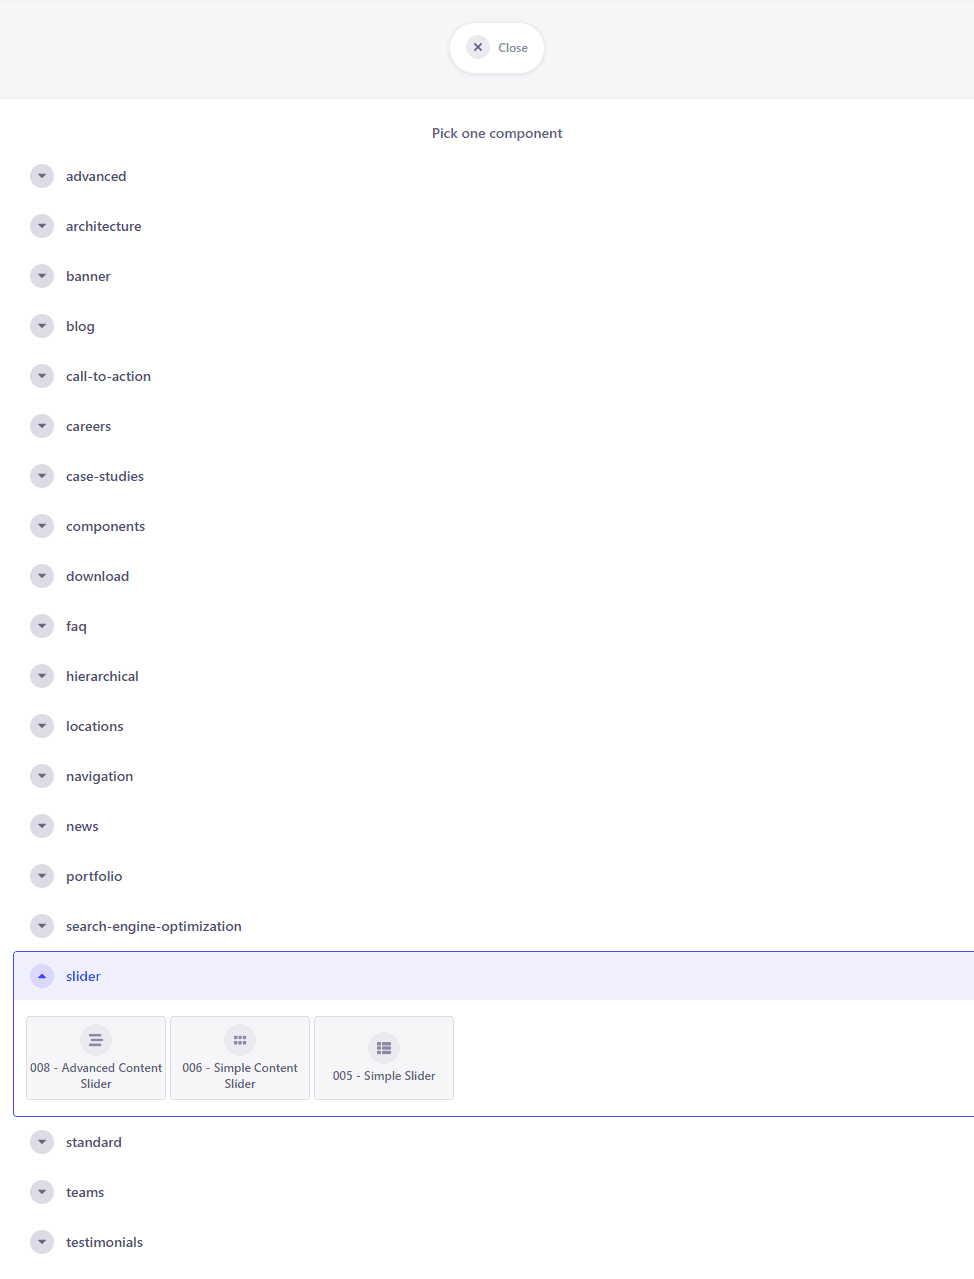 Close
Pick one component
advanced
architecture
banner
blog
call-to-action
careers
case-studies
components
download
faq
hierarchical
locations
navigation
news
portfolio
search-engine-optimization
slider
008 - Advanced Content
Slider
006 - Simple Content
Slider
005 - Simple Slider
standard
teams
testimonials